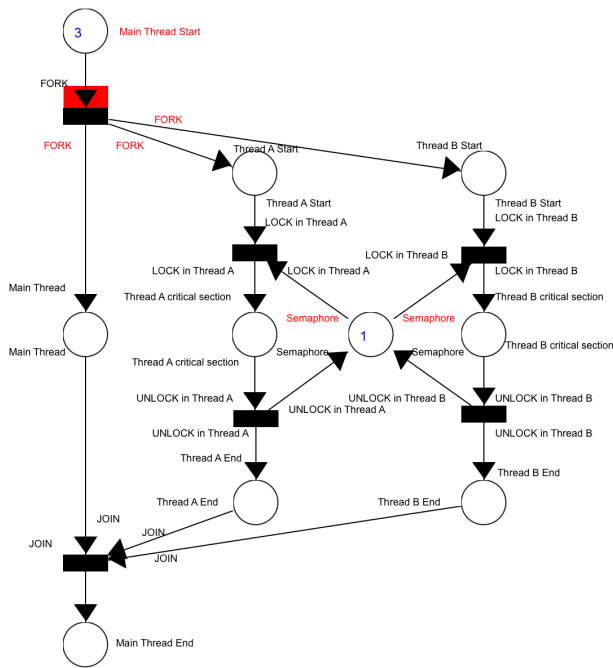 3
Main Thread Start
FORK
FORK
FORK
FORK
Thread A Start
Thread B Start
Thread A Start
Thread B Start
LOCK in Thread A
LOCK in Thread B
LOCK in Thread A
LOCK in Thread A
LOCK in Thread B
LOCK in Thread B
Main Thread
Thread A critical section
Thread B critical section
Semaphore
Semaphore
1
Main Thread
Thread A critical section
Semaphore
Semaphore
Thread B critical section
UNLOCK in Thread A
UNLOCK in Thread A
UNLOCK in Thread B
UNLOCK in Thread B
UNLOCK in Thread A
UNLOCK in Thread B
Thread A End
Thread B End
Thread A End
Thread B End
JOIN
JOIN
JOIN
JOIN
Main Thread End